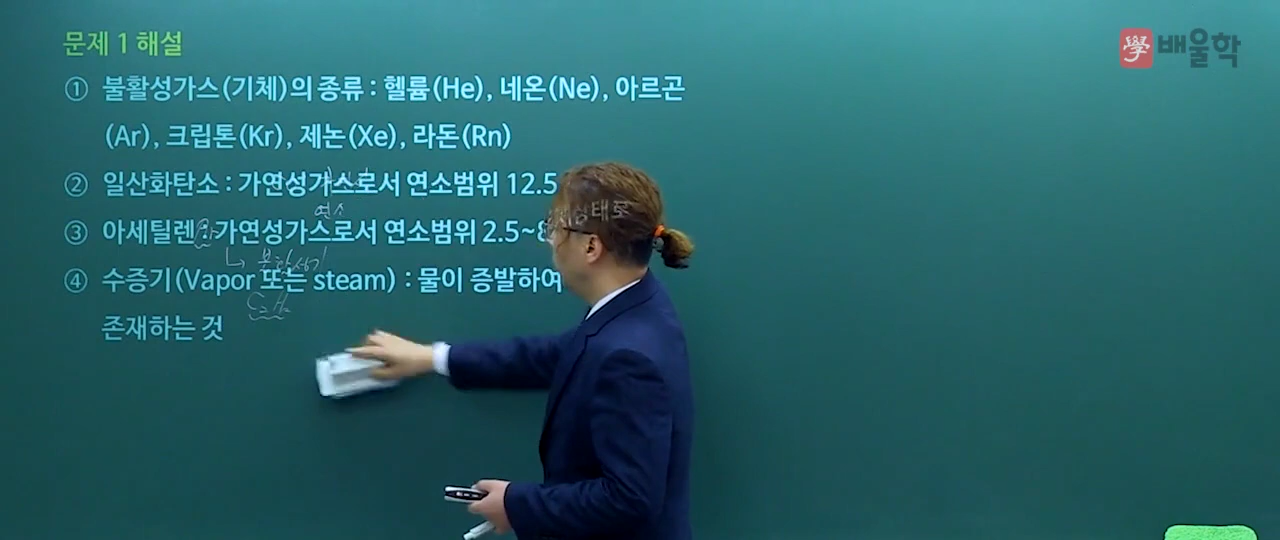 문제 1 해설
學 배울학
① 불활성가스(기체)의 종류 : 헬륨(He), 네온(Ne), 아르곤
(Ar), 크립톤(Kr), 제논(Xe), 라돈(Rn)
② 일산화탄소 : 가연성가스로서 연소범위 12.5
연소
③ 아세틸렌 : 가연성가스로서 연소범위 2.5~8
④ 수증기(Vapor 또는 steam) : 물이 증발하여 태로
존재하는 것